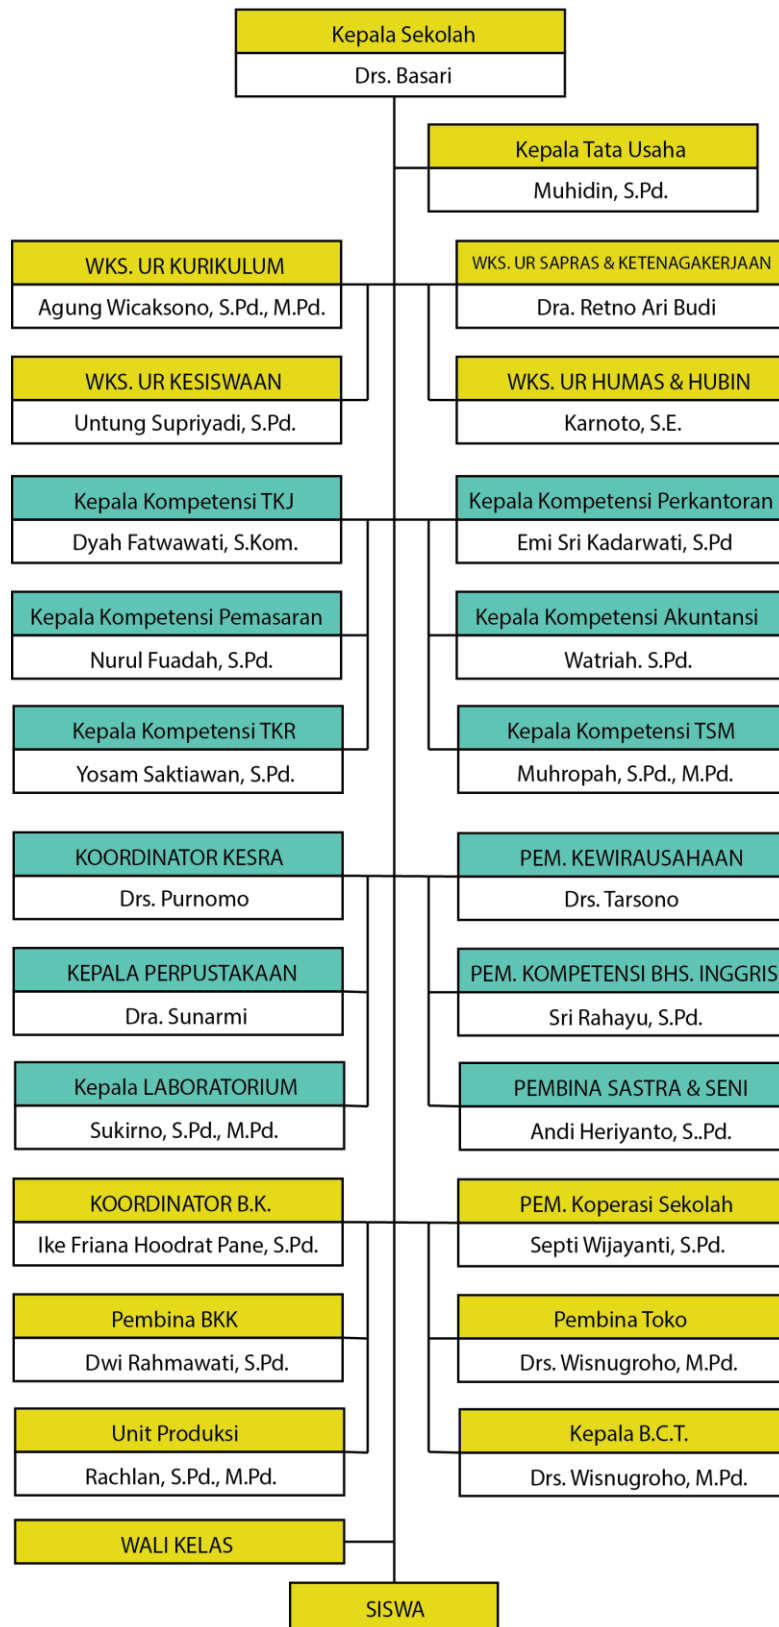 Kepala Sekolah
Drs. Basari
Kepala Tata Usaha
Muhidin, S.Pd.
WKS. UR KURIKULUM
Agung Wicaksono, S.Pd., M.Pd.
WKS. UR SAPRAS & KETENAGAKERJAAN
Dra. Retno Ari Budi
WKS. UR KESISWAAN
Untung Supriyadi, S.Pd.
WKS. UR HUMAS & HUBIN
Karnoto, S.E.
Kepala Kompetensi TKJ
Dyah Fatwawati, S.Kom.
Kepala Kompetensi Perkantoran
Emi Sri Kadarwati, S.Pd
Kepala Kompetensi Pemasaran
Nurul Fuadah, S.Pd.
Kepala Kompetensi Akuntansi
Watriah. S.Pd.
Kepala Kompetensi TKR
Yosam Saktiawan, S.Pd.
Kepala Kompetensi TSM
Muhropah, S.Pd., M.Pd.
KOORDINATOR KESRA
Drs. Purnomo
PEM. KEWIRAUSAHAAN
Drs. Tarsono
KEPALA PERPUSTAKAAN
Dra. Sunarmi
PEM. KOMPETENSI BHS. INGGRIS
Sri Rahayu, S.Pd.
Kepala LABORATORIUM
Sukirno, S.Pd., M.Pd.
PEMBINA SASTRA & SENI
Andi Heriyanto, S..Pd.
KOORDINATOR B.K.
Ike Friana Hoodrat Pane, S.Pd.
PEM. Koperasi Sekolah
Septi Wijayanti, S.Pd.
Pembina BKK
Dwi Rahmawati, S.Pd.
Pembina Toko
Drs. Wisnugroho, M.Pd.
Unit Produksi
Rachlan, S.Pd., M.Pd.
Kepala B.C.T.
Drs. Wisnugroho, M.Pd.
WALI KELAS
SISWA